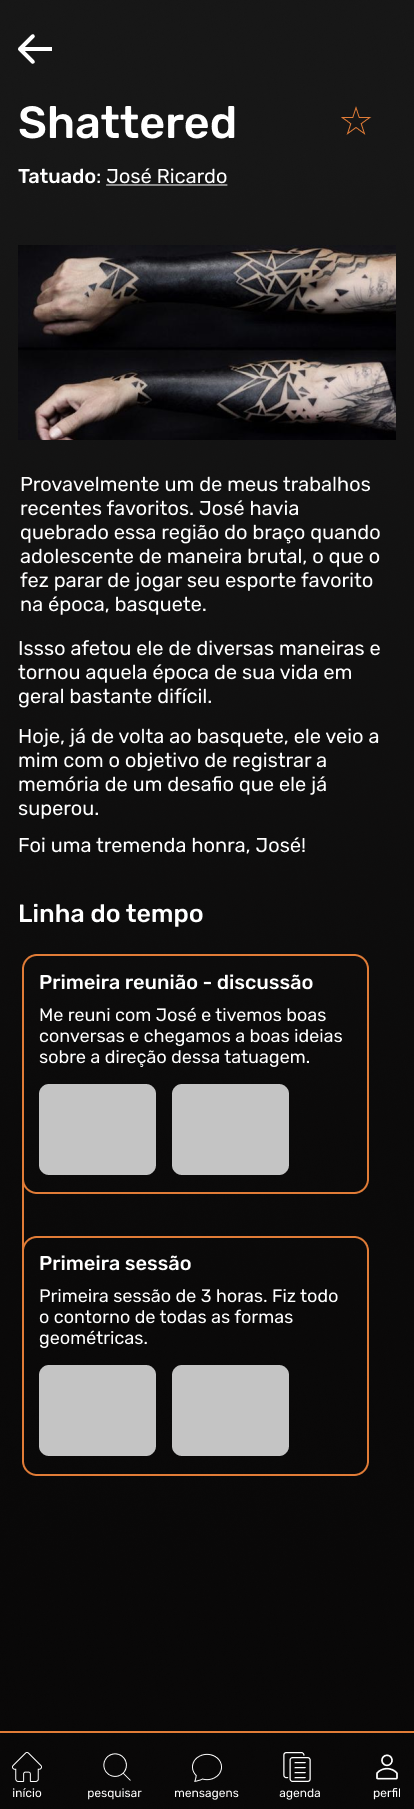 Shattered
Tatuado: José Ricardo
Provavelmente um de meus trabalhos
recentes favoritos. José havia
quebrado essa região do braço quando
adolescente de maneira brutal, o que o
fez parar de jogar seu esporte favorito
na época, basquete.
Issso afetou ele de diversas maneiras e
tornou aquela época de sua vida em
geral bastante difícil.
Hoje, já de volta ao basquete, ele veio a
mim com o objetivo de registrar a
memória de um desafio que ele já
superou.
Foi uma tremenda honra, José!
Linha do tempo
Primeira reunião - discussão
Me reuni com José e tivemos boas
conversas e chegamos a boas ideias
sobre a direção dessa tatuagem.
Primeira sessão
Primeira sessão de 3 horas. Fiz todo
o contorno de todas as formas
geométricas.
início pesquisar mensagens agenda perfil